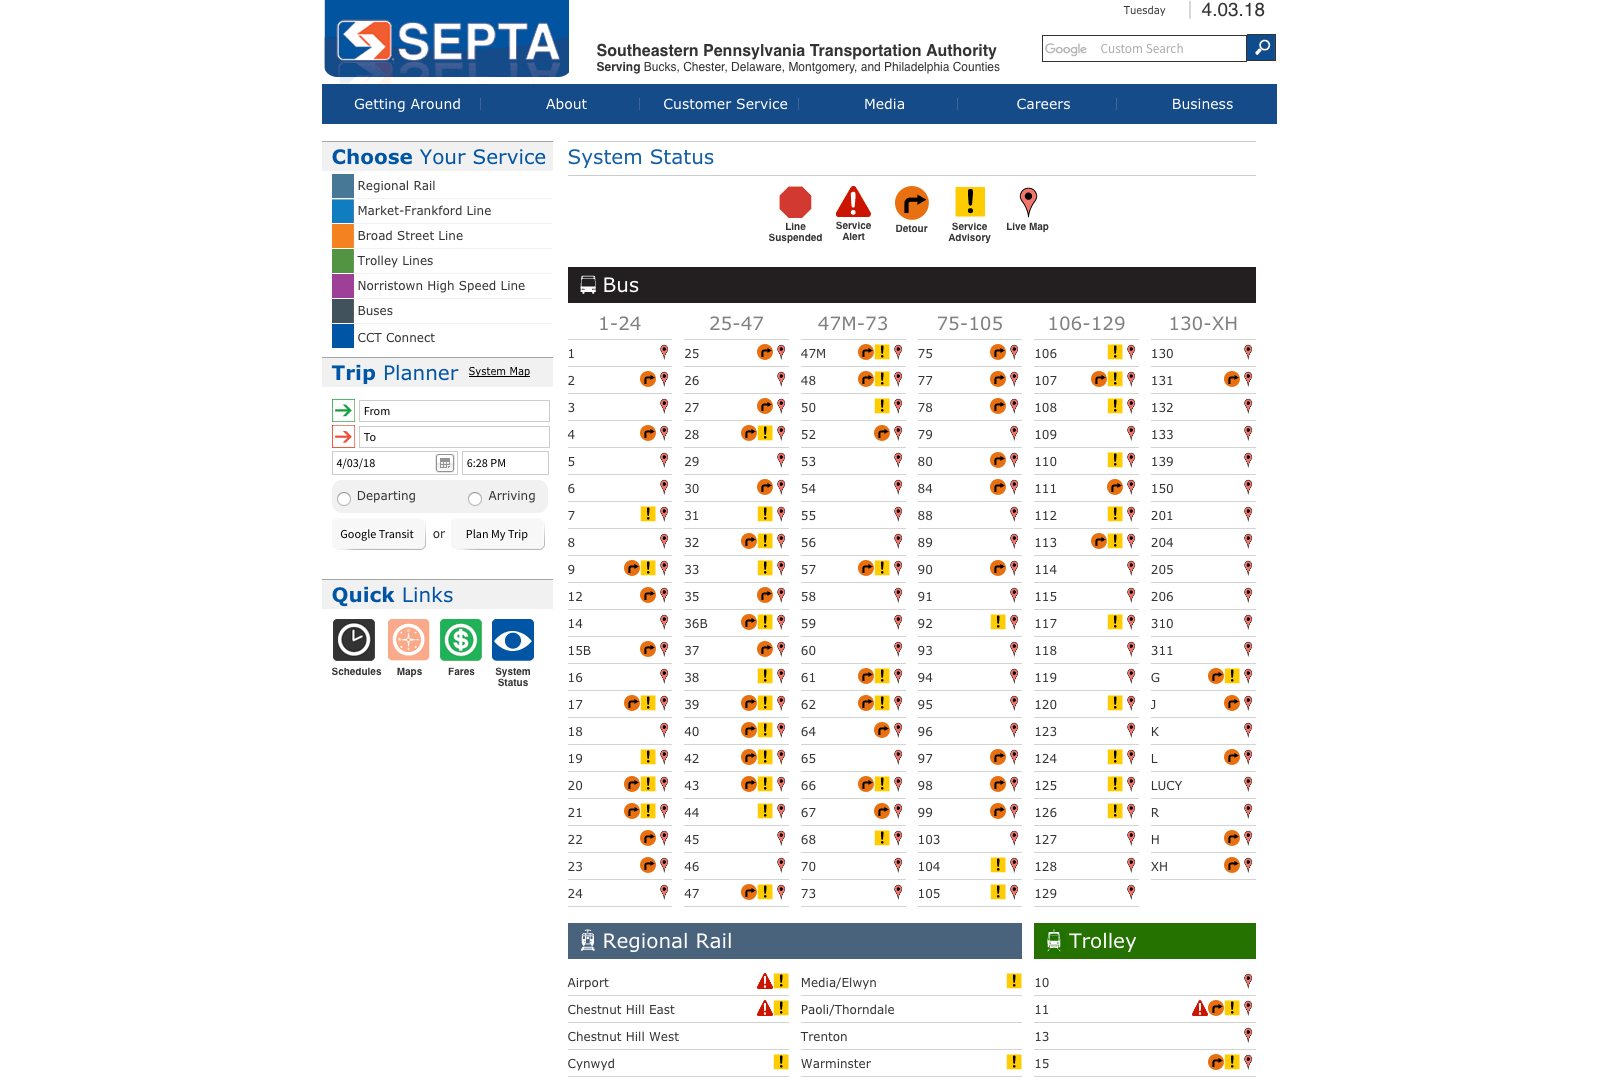 Tuesday 4.03.18
SEPTA
Southeastern Pennsylvania Transportation Authority
Serving Bucks, Chester, Delaware, Montgomery, and Philadelphia Counties
Google Custom Search
Getting Around About Customer Service Media Careers Business
Choose Your Service
Regional Rail
Market-Frankford Line
Broad Street Line
Trolley Lines
Norristown High Speed Line
Buses
CCT Connect
Trip Planner System Map
From
To
4/03/18 6:28 PM
Departing Arriving
Google Transit or Plan My Trip
Quick Links
Schedules Maps Fares System
Status
System Status
Line
Suspended
Service
Alert
Detour
Service
Advisory
Live Map
Bus
1-24 25-47 47M-73 75-105 106-129 130-XH
1 25 47M 75 106 130
2 26 48 77 107 131
3 27 50 78 108 132
4 28 52 79 109 133
5 29 53 80 110 139
6 30 54 84 111 150
7 31 55 88 112 201
8 32 56 89 113 204
9 33 57 90 114 205
12 35 58 91 115 206
14 36B 59 92 117 310
15B 37 60 93 118 311
16 38 61 94 119 G
17 39 62 95 120 J
18 40 64 96 123 K
19 42 65 97 124 L
20 43 66 98 125 LUCY
21 44 67 99 126 R
22 45 68 103 127 H
23 46 70 104 128 XH
24 47 73 105 129
Regional Rail Trolley
Airport Media/Elwyn 10
Chestnut Hill East Paoli/Thorndale 11
Chestnut Hill West Trenton 13
Cynwyd Warminster 15